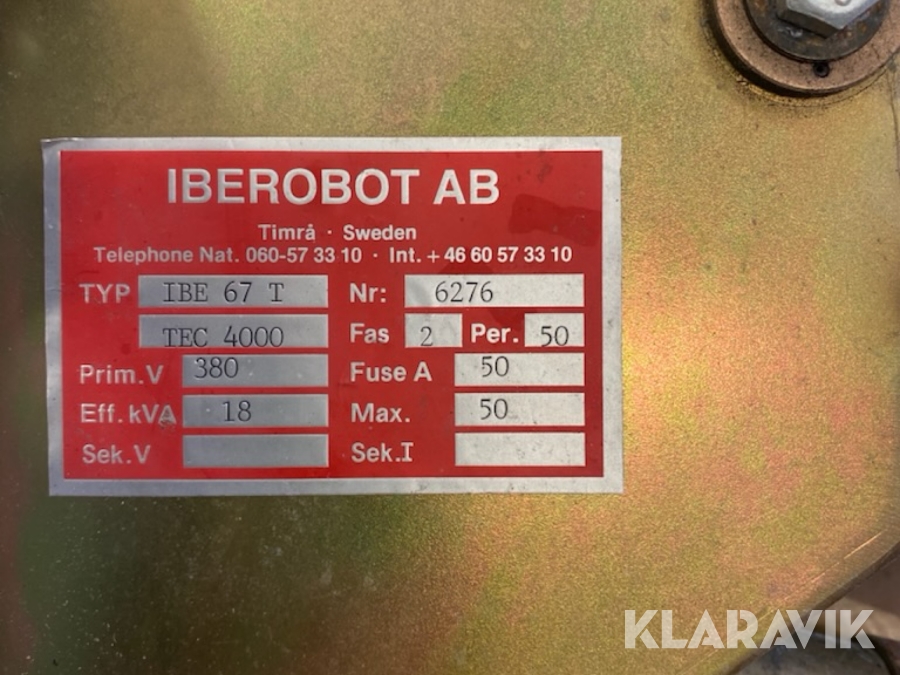 IBEROBOT AB
Timrå · Sweden
Telephone Nat. 060-57 33 10 · Int. + 46 60 57 33 10
TYP IBE 67 T Nr: 6276
TEC 4000 Fas 2 Per. 50
Prim.V 380 Fuse A 50
Eff. kVA 18 Max. 50
Sek.V Sek.I
KLARAVIK